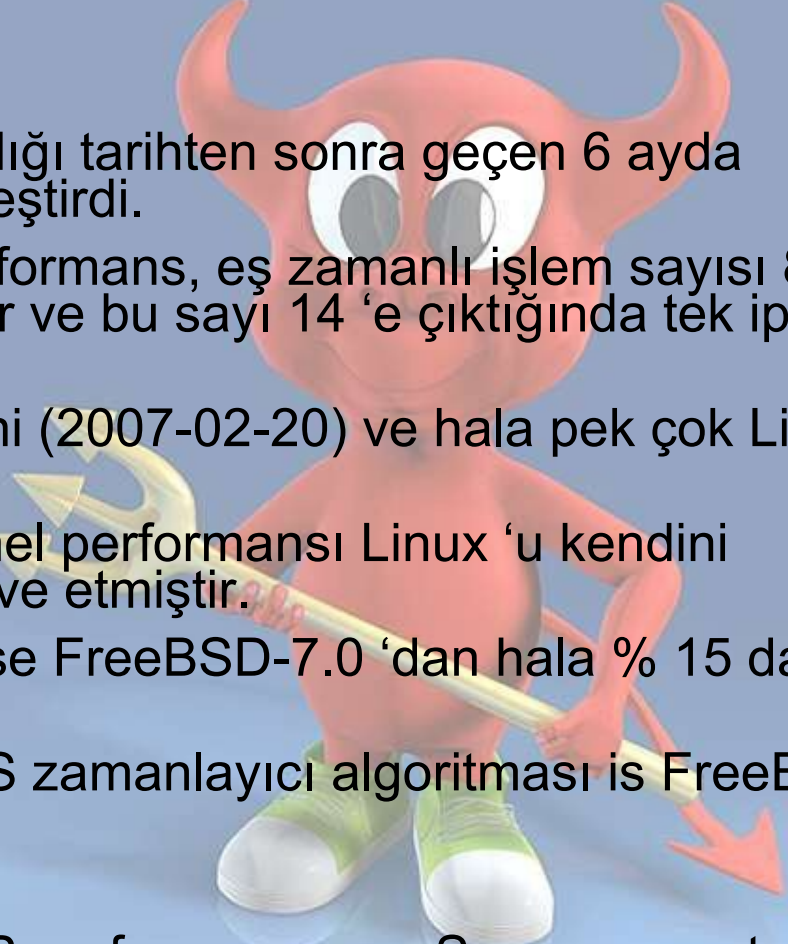 lığı tarihten sonra geçen 6 ayda
eştirdi.
formans, eş zamanlı işlem sayısı
r ve bu sayı 14 ‘e çıktığında tek ip
ni (2007-02-20) ve hala pek çok Li
nel performansı Linux ‘u kendini
ve etmiştir.
se FreeBSD-7.0 ‘dan hala % 15 da
S zamanlayıcı algoritması is FreeB